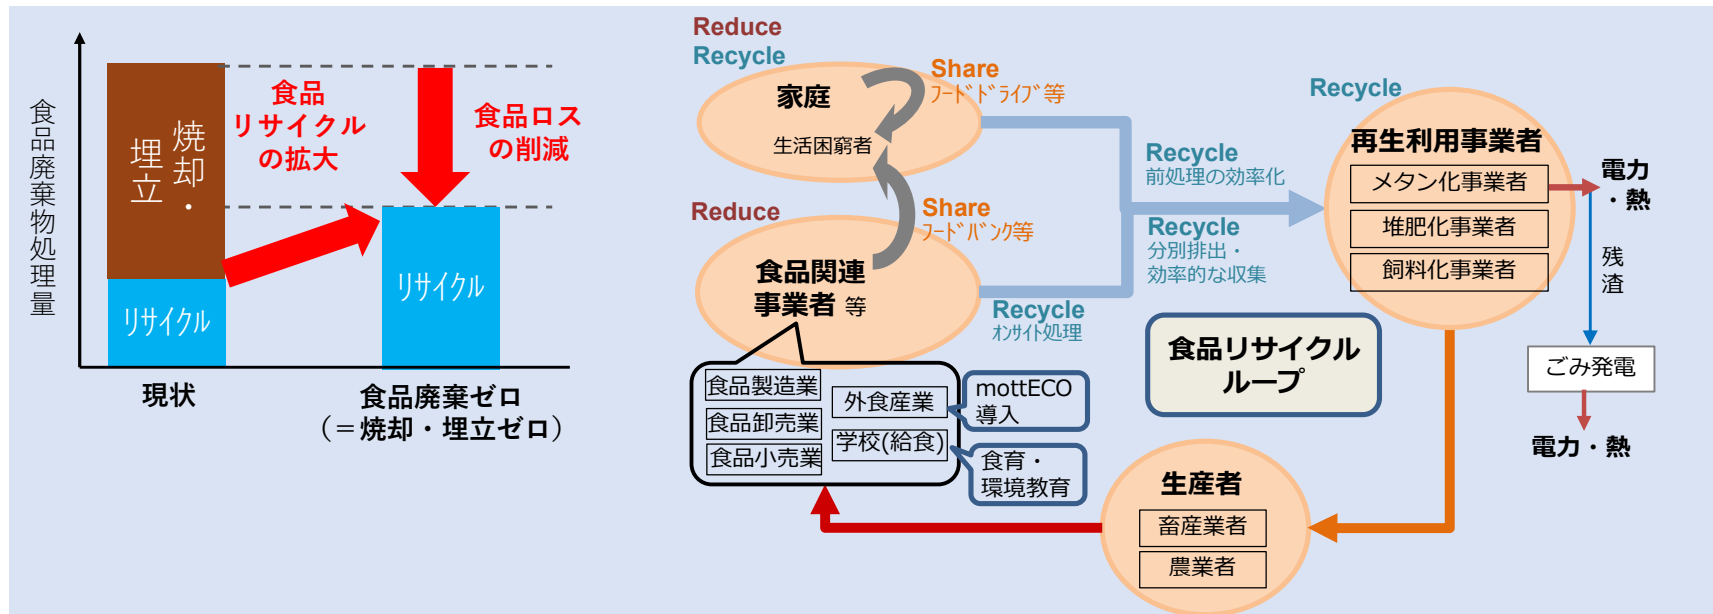 食品廃棄物処理量
焼却・
埋立
リサイクル
食品
リサイクル
の拡大
食品ロス
の削減
リサイクル
現状
食品廃棄ゼロ
（＝焼却・埋立ゼロ）
Reduce
Recycle
家庭
生活困窮者
Share
ﾌｰﾄﾞﾄﾞﾗｲﾌﾞ等
Reduce
Share
ﾌｰﾄﾞﾊﾞﾝｸ等
食品関連
事業者 等
Recycle
前処理の効率化
Recycle
分別排出・
効率的な収集
Recycle
ｵﾝｻｲﾄ処理
食品製造業
食品卸売業
食品小売業
外食産業
学校(給食)
mottECO
導入
食育・
環境教育
食品リサイクル
ループ
Recycle
再生利用事業者
メタン化事業者
堆肥化事業者
飼料化事業者
電力
・熱
残渣
ごみ発電
電力・熱
生産者
畜産業者
農業者